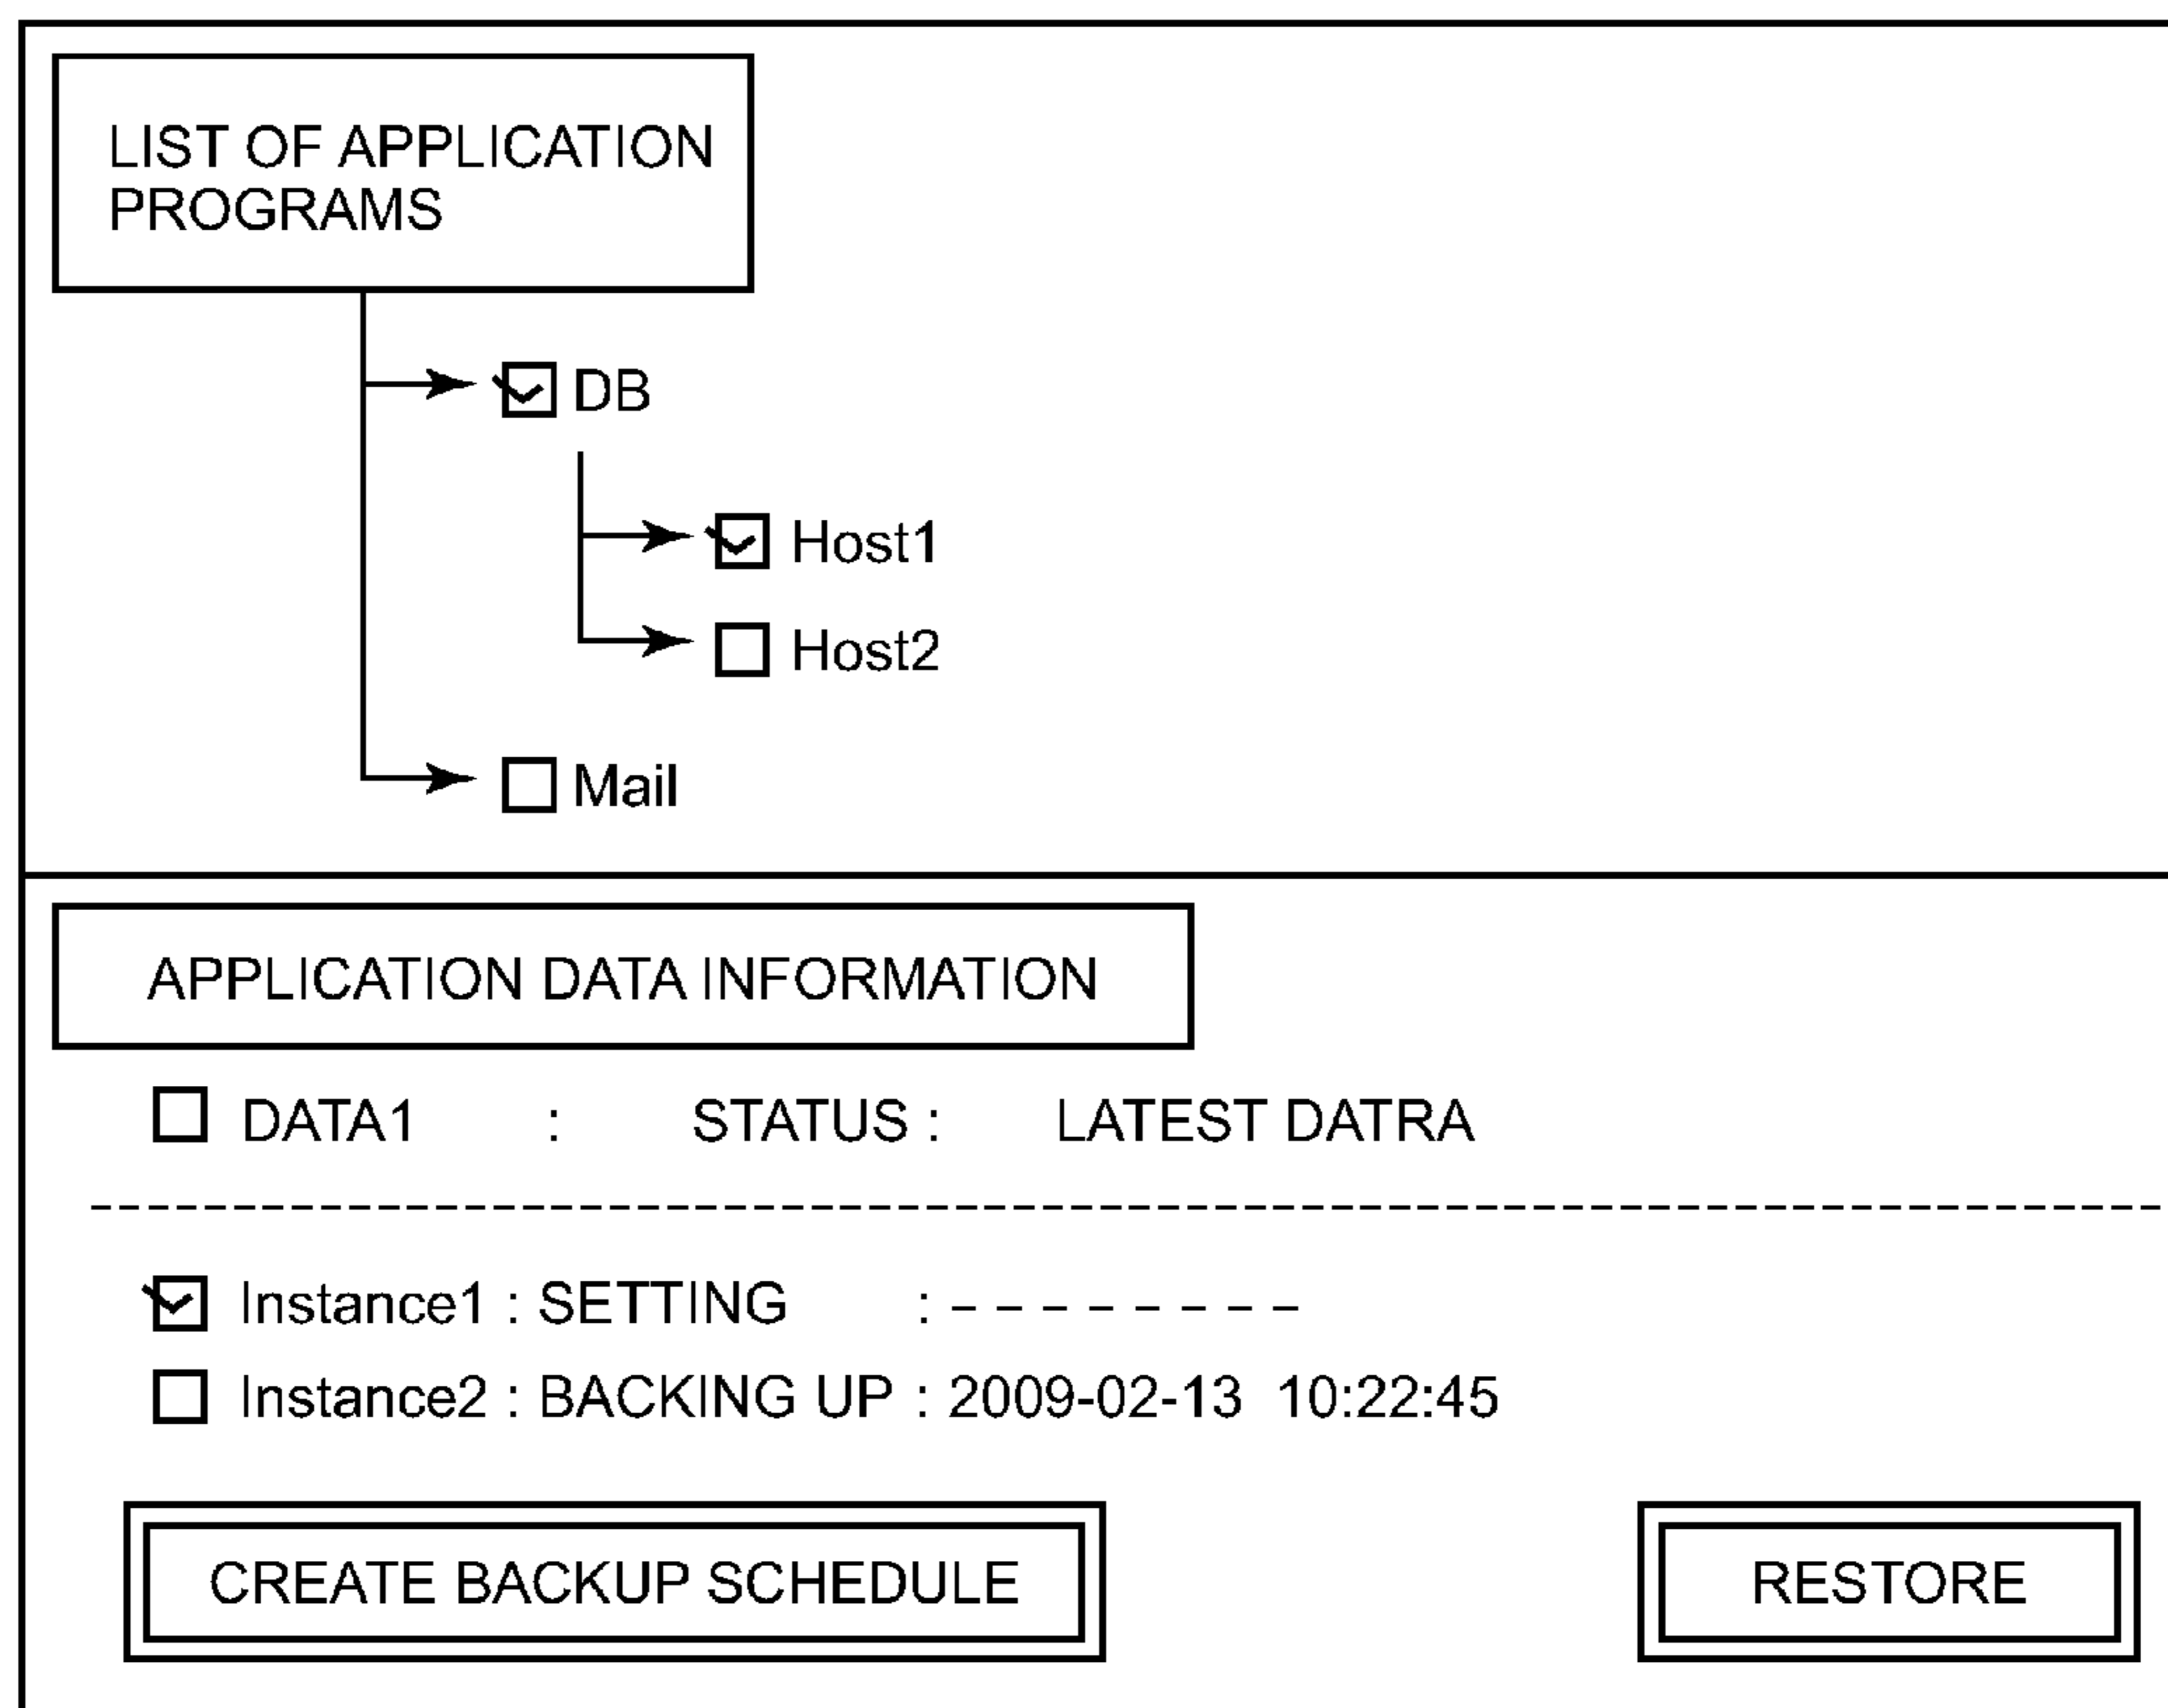 LIST OF APPLICATION
PROGRAMS
DB
Host1
Host2
Mail
APPLICATION DATA INFORMATION
DATA1 : STATUS : LATEST DATRA
Instance1 : SETTING : – – – – – – – –
Instance2 : BACKING UP : 2009-02-13 10:22:45
CREATE BACKUP SCHEDULE
RESTORE